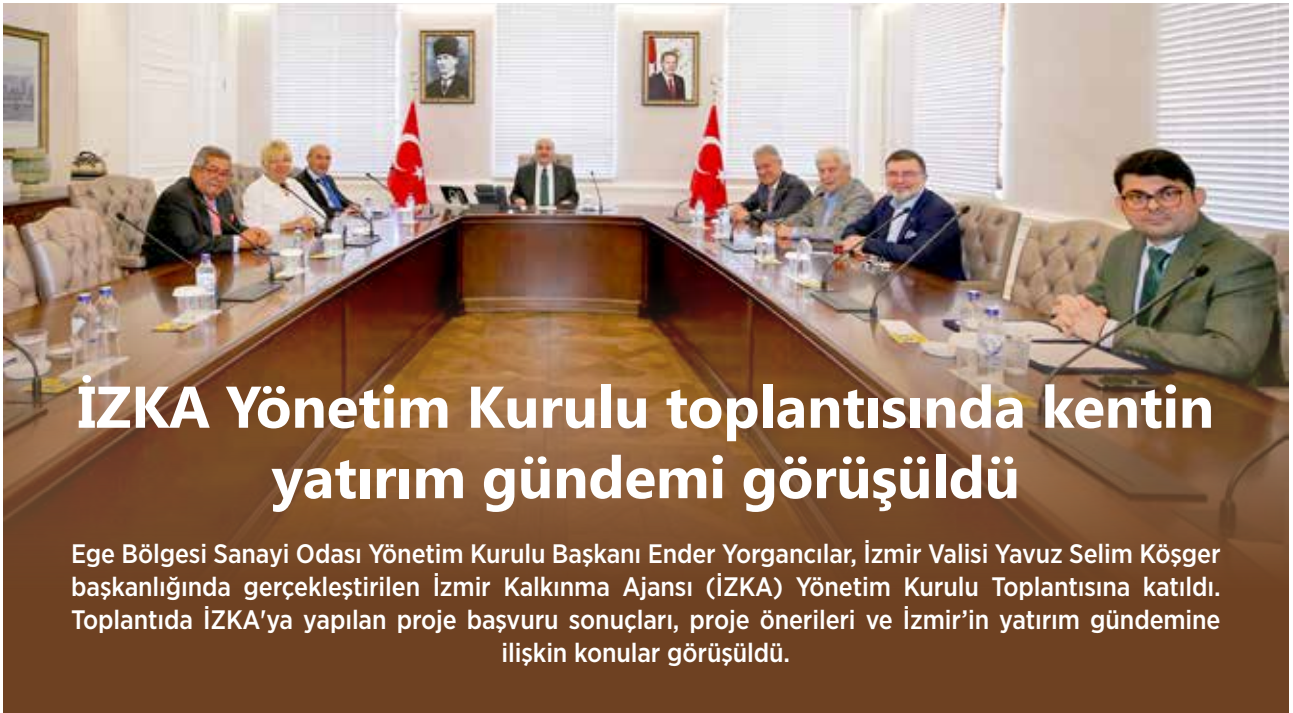 İZKA Yönetim Kurulu toplantısında kentin
yatırım gündemi görüşüldü
Ege Bölgesi Sanayi Odası Yönetim Kurulu Başkanı Ender Yorgancılar, İzmir Valisi Yavuz Selim Köşger
başkanlığında gerçekleştirilen İzmir Kalkınma Ajansı (İZKA) Yönetim Kurulu Toplantısına katıldı.
Toplantıda İZKA'ya yapılan proje başvuru sonuçları, proje önerileri ve İzmir’in yatırım gündemine
ilişkin konular görüşüldü.